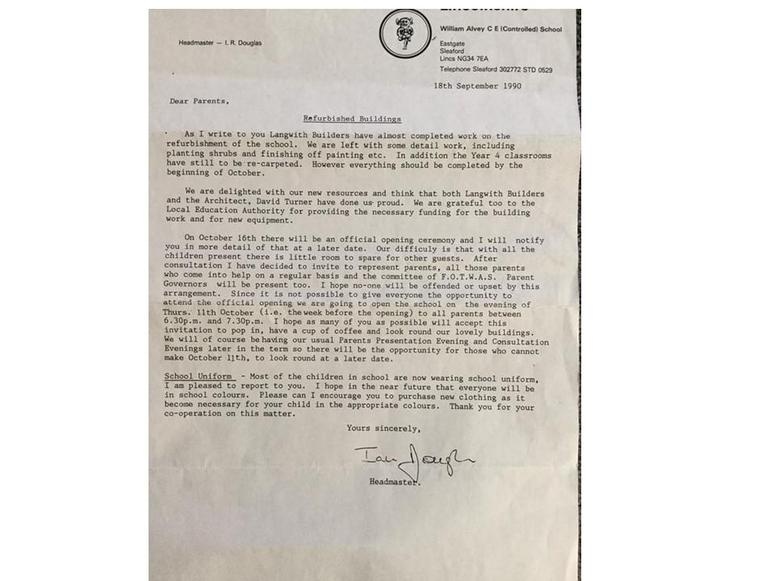 Lincolnshire
William Alvey C E (Controlled) School
Headmaster — I. R. Douglas
Eastgate
Sleaford
Lincs NG34 7EA
Telephone Sleaford 302772 STD 0529
18th September 1990
Dear Parents,
Refurbished Buildings
As I write to you Langwith Builders have almost completed work on the
refurbishment of the school. We are left with some detail work, including
planting shrubs and finishing off painting etc. In addition the Year 4 classrooms
have still to be re-carpeted. However everything should be completed by the
beginning of October.
We are delighted with our new resources and think that both Langwith Builders
and the Architect, David Turner have done us proud. We are grateful too to the
Local Education Authority for providing the necessary funding for the building
work and for new equipment.
On October 16th there will be an official opening ceremony and I will notify
you in more detail of that at a later date. Our difficuly is that with all the
children present there is little room to spare for other guests. After
consultation I have decided to invite to represent parents, all those parents
who come into help on a regular basis and the committee of F.O.T.W.A.S. Parent
Governors will be present too. I hope no-one will be offended or upset by this
arrangement. Since it is not possible to give everyone the opportunity to
attend the official opening we are going to open the school on the evening of
Thurs. 11th October (i.e. the week before the opening) to all parents between
6.30p.m. and 7.30p.m. I hope as many of you as possible will accept this
invitation to pop in, have a cup of coffee and look round our lovely buildings.
We will of course be having our usual Parents Presentation Evening and Consultation
Evenings later in the term so there will be the opportunity for those who cannot
make October 11th, to look round at a later date.
School Uniform - Most of the children in school are now wearing school uniform,
I am pleased to report to you. I hope in the near future that everyone will be
in school colours. Please can I encourage you to purchase new clothing as it
become necessary for your child in the appropriate colours. Thank you for your
co-operation on this matter.
Yours sincerely,
Ian Douglas
Headmaster.